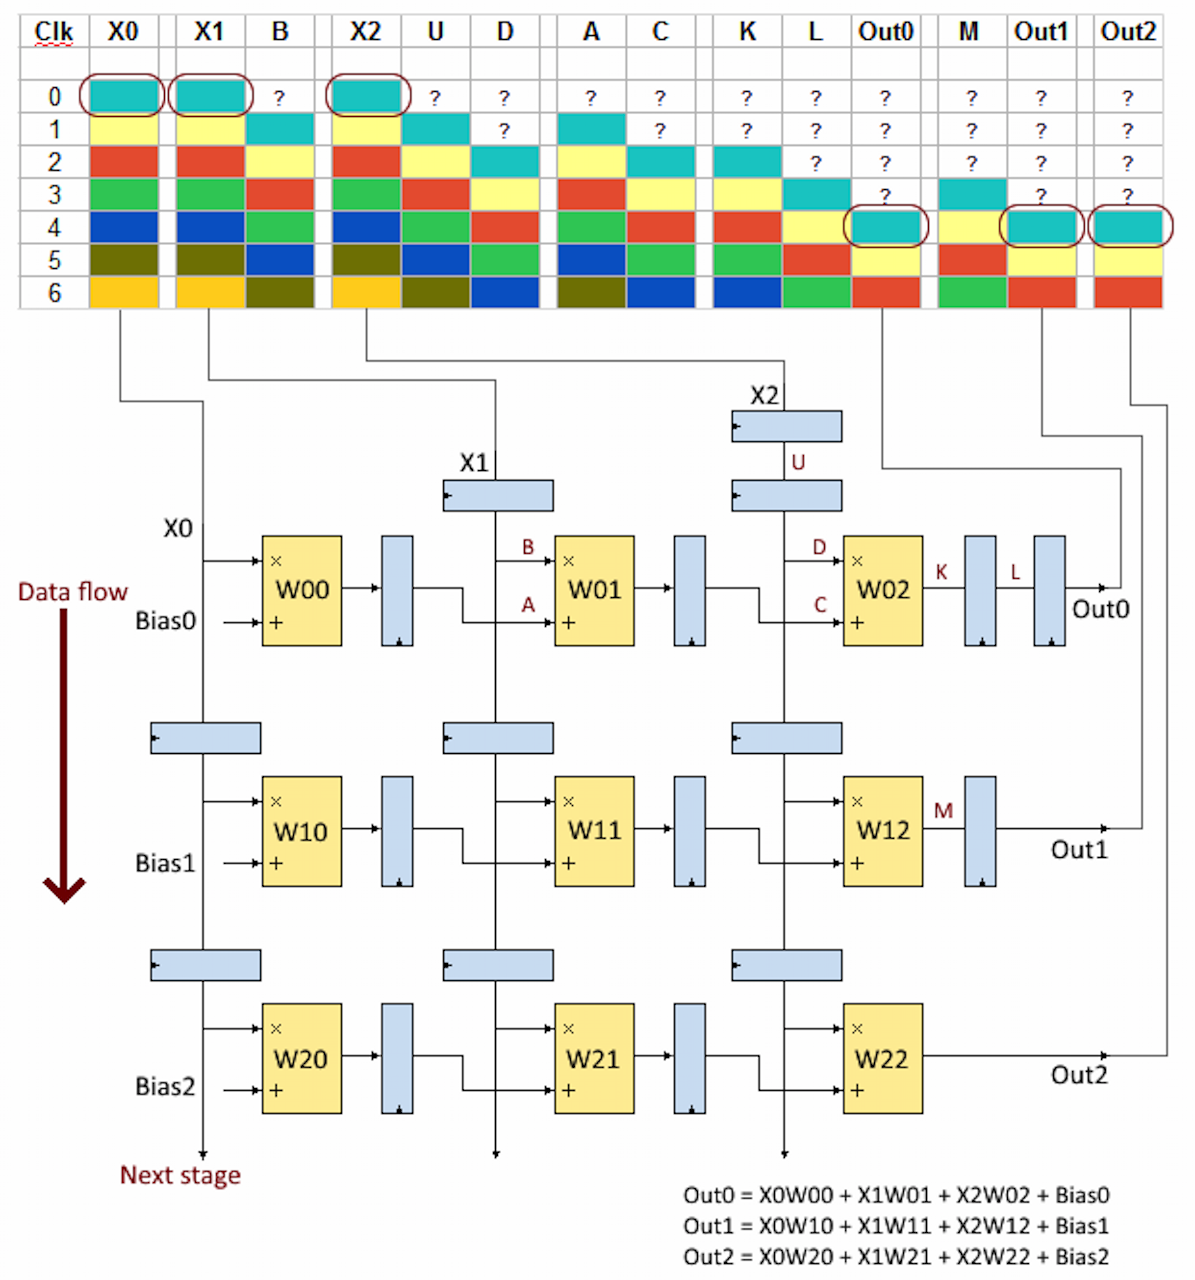 Clk X0 X1 B X2 U D A C K L Out0 M Out1 Out2
0 ? ? ? ? ? ? ? ? ? ? ?
1 ? ? ? ? ? ? ? ?
2 ? ? ? ? ?
3 ? ? ?
4
5
6
X2
U
X1
X0
B
D
× W00
× W01
× W02
K
L
Data flow
A
C
Out0
Bias0
+
+
+
× W10
× W11
× W12
M
Out1
Bias1
+
+
+
× W20
× W21
× W22
Out2
Bias2
+
+
+
Next stage
Out0 = X0W00 + X1W01 + X2W02 + Bias0
Out1 = X0W10 + X1W11 + X2W12 + Bias1
Out2 = X0W20 + X1W21 + X2W22 + Bias2